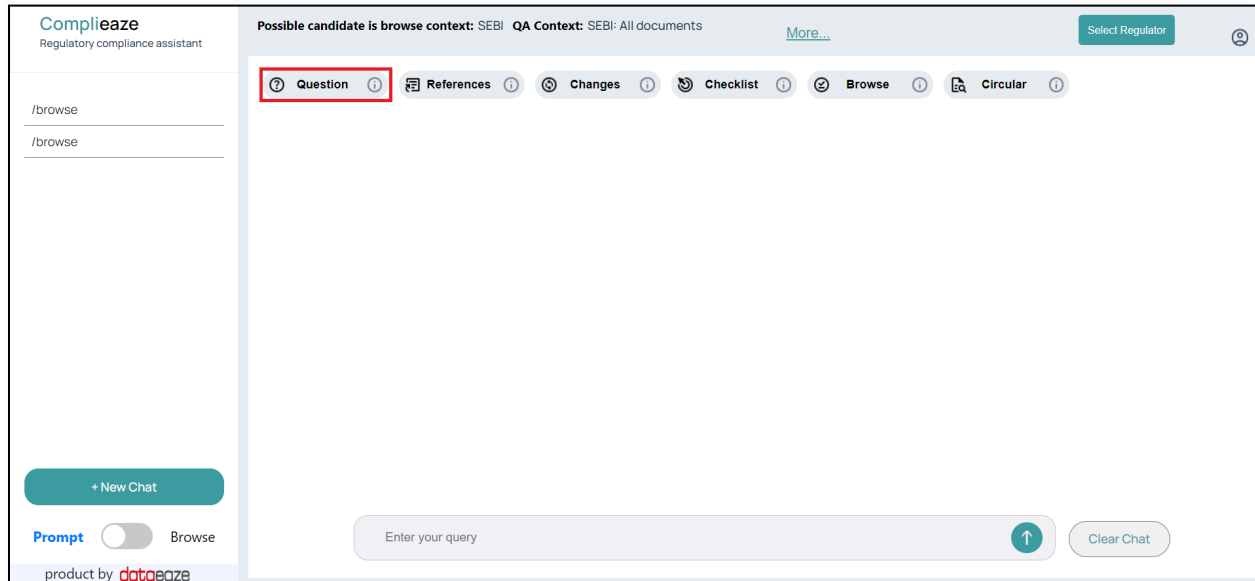 Complieaze
Regulatory compliance assistant
Possible candidate is browse context: SEBI QA Context: SEBI: All documents
More...
Select Regulator
Question
References
Changes
Checklist
Browse
Circular
/browse
/browse
+ New Chat
Prompt
Browse
Enter your query
Clear Chat
product by dataeaze